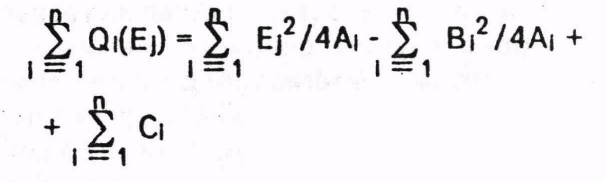 n∑i=1 Qi(Ej) = n∑i=1 Ej²/4Ai - n∑i=1 Bi²/4Ai +
+ n∑i=1 Ci